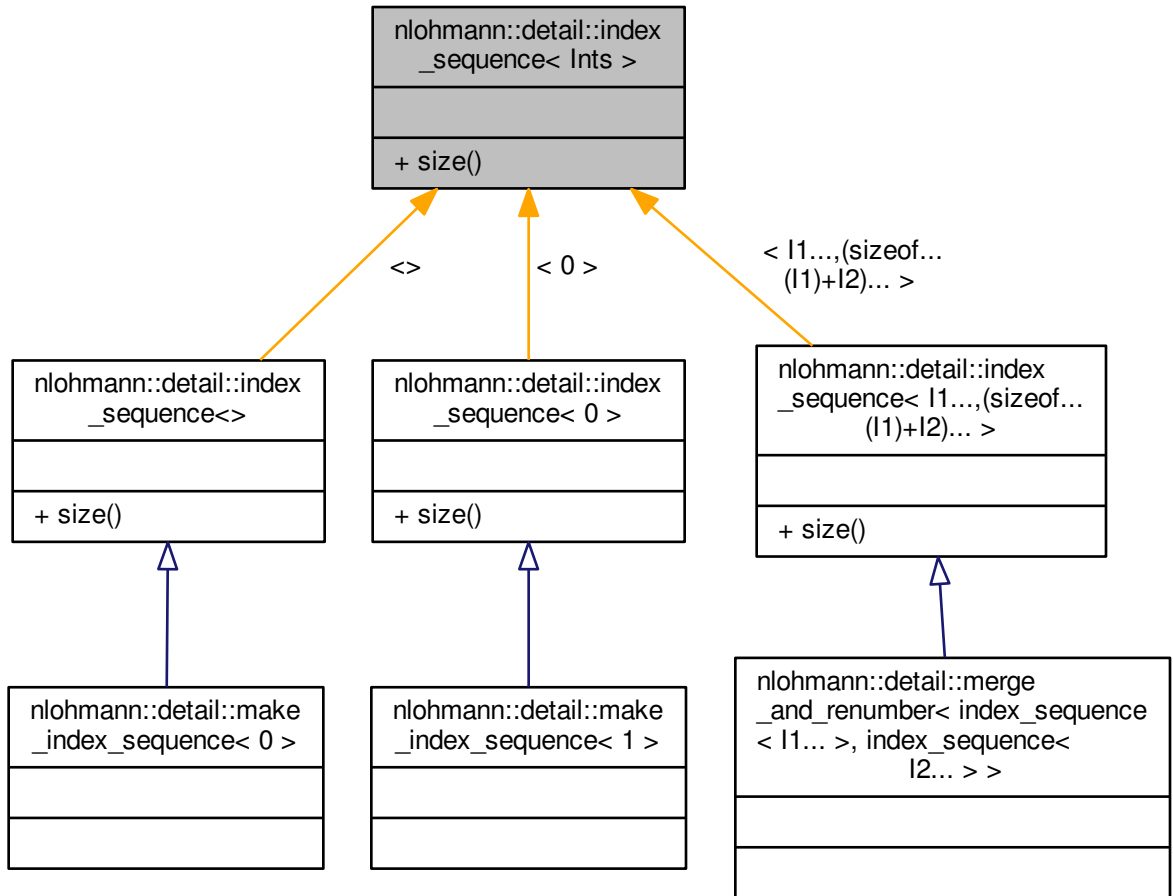 nlohmann::detail::index
_sequence< Ints >
+ size()
<>
< 0 >
< I1...,(sizeof...
(I1)+I2)... >
nlohmann::detail::index
_sequence<>
+ size()
nlohmann::detail::index
_sequence< 0 >
+ size()
nlohmann::detail::index
_sequence< I1...,(sizeof...
(I1)+I2)... >
+ size()
nlohmann::detail::make
_index_sequence< 0 >
nlohmann::detail::make
_index_sequence< 1 >
nlohmann::detail::merge
_and_renumber< index_sequence
< I1... >, index_sequence<
I2... > >